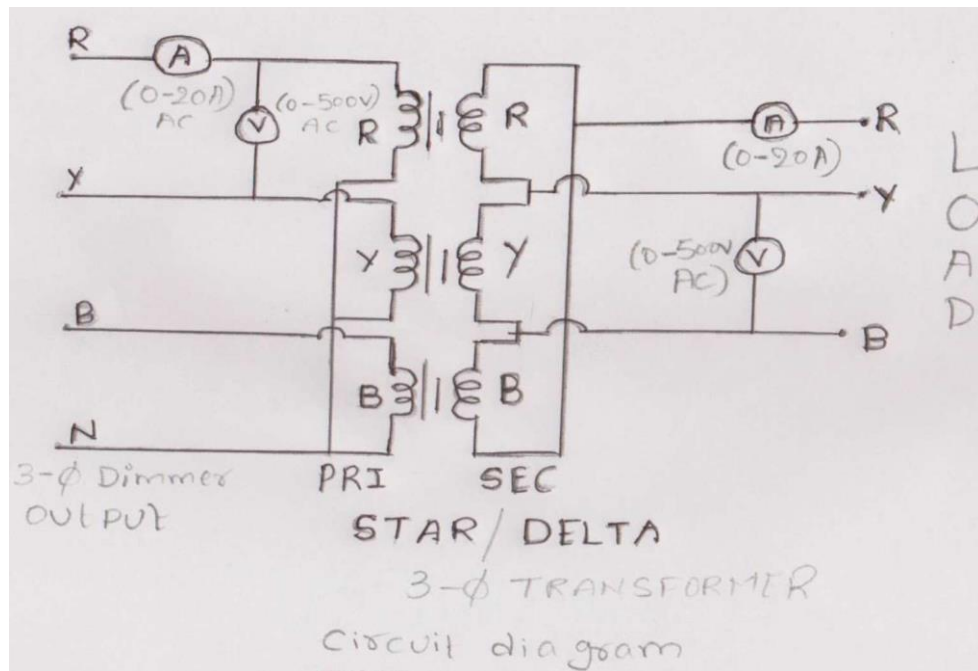 R A
(0-20A)
AC
V (0-500V)
AC
R R
A R
(0-20A)
Y
Y
Y Y
(0-500V
AC)
V
B
B
B B
N
3-φ Dimmer
OUTPUT
PRI SEC
STAR/DELTA
3-φ TRANSFORMER
Circuit diagram
L
O
A
D